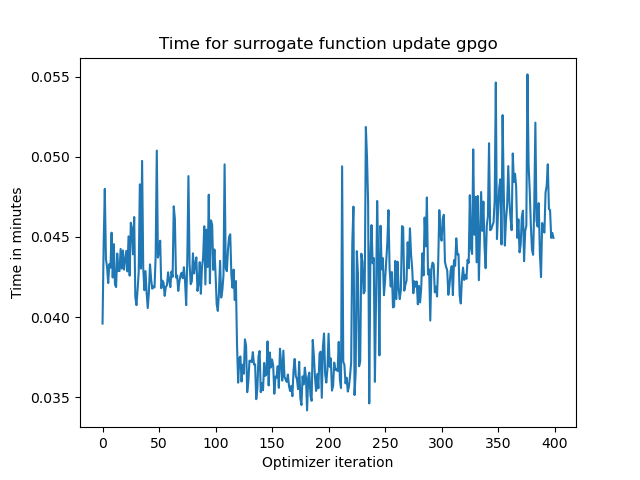 Time for surrogate function update gpgo
0.055
0.050
0.045
0.040
0.035
Time in minutes
0 50 100 150 200 250 300 350 400
Optimizer iteration